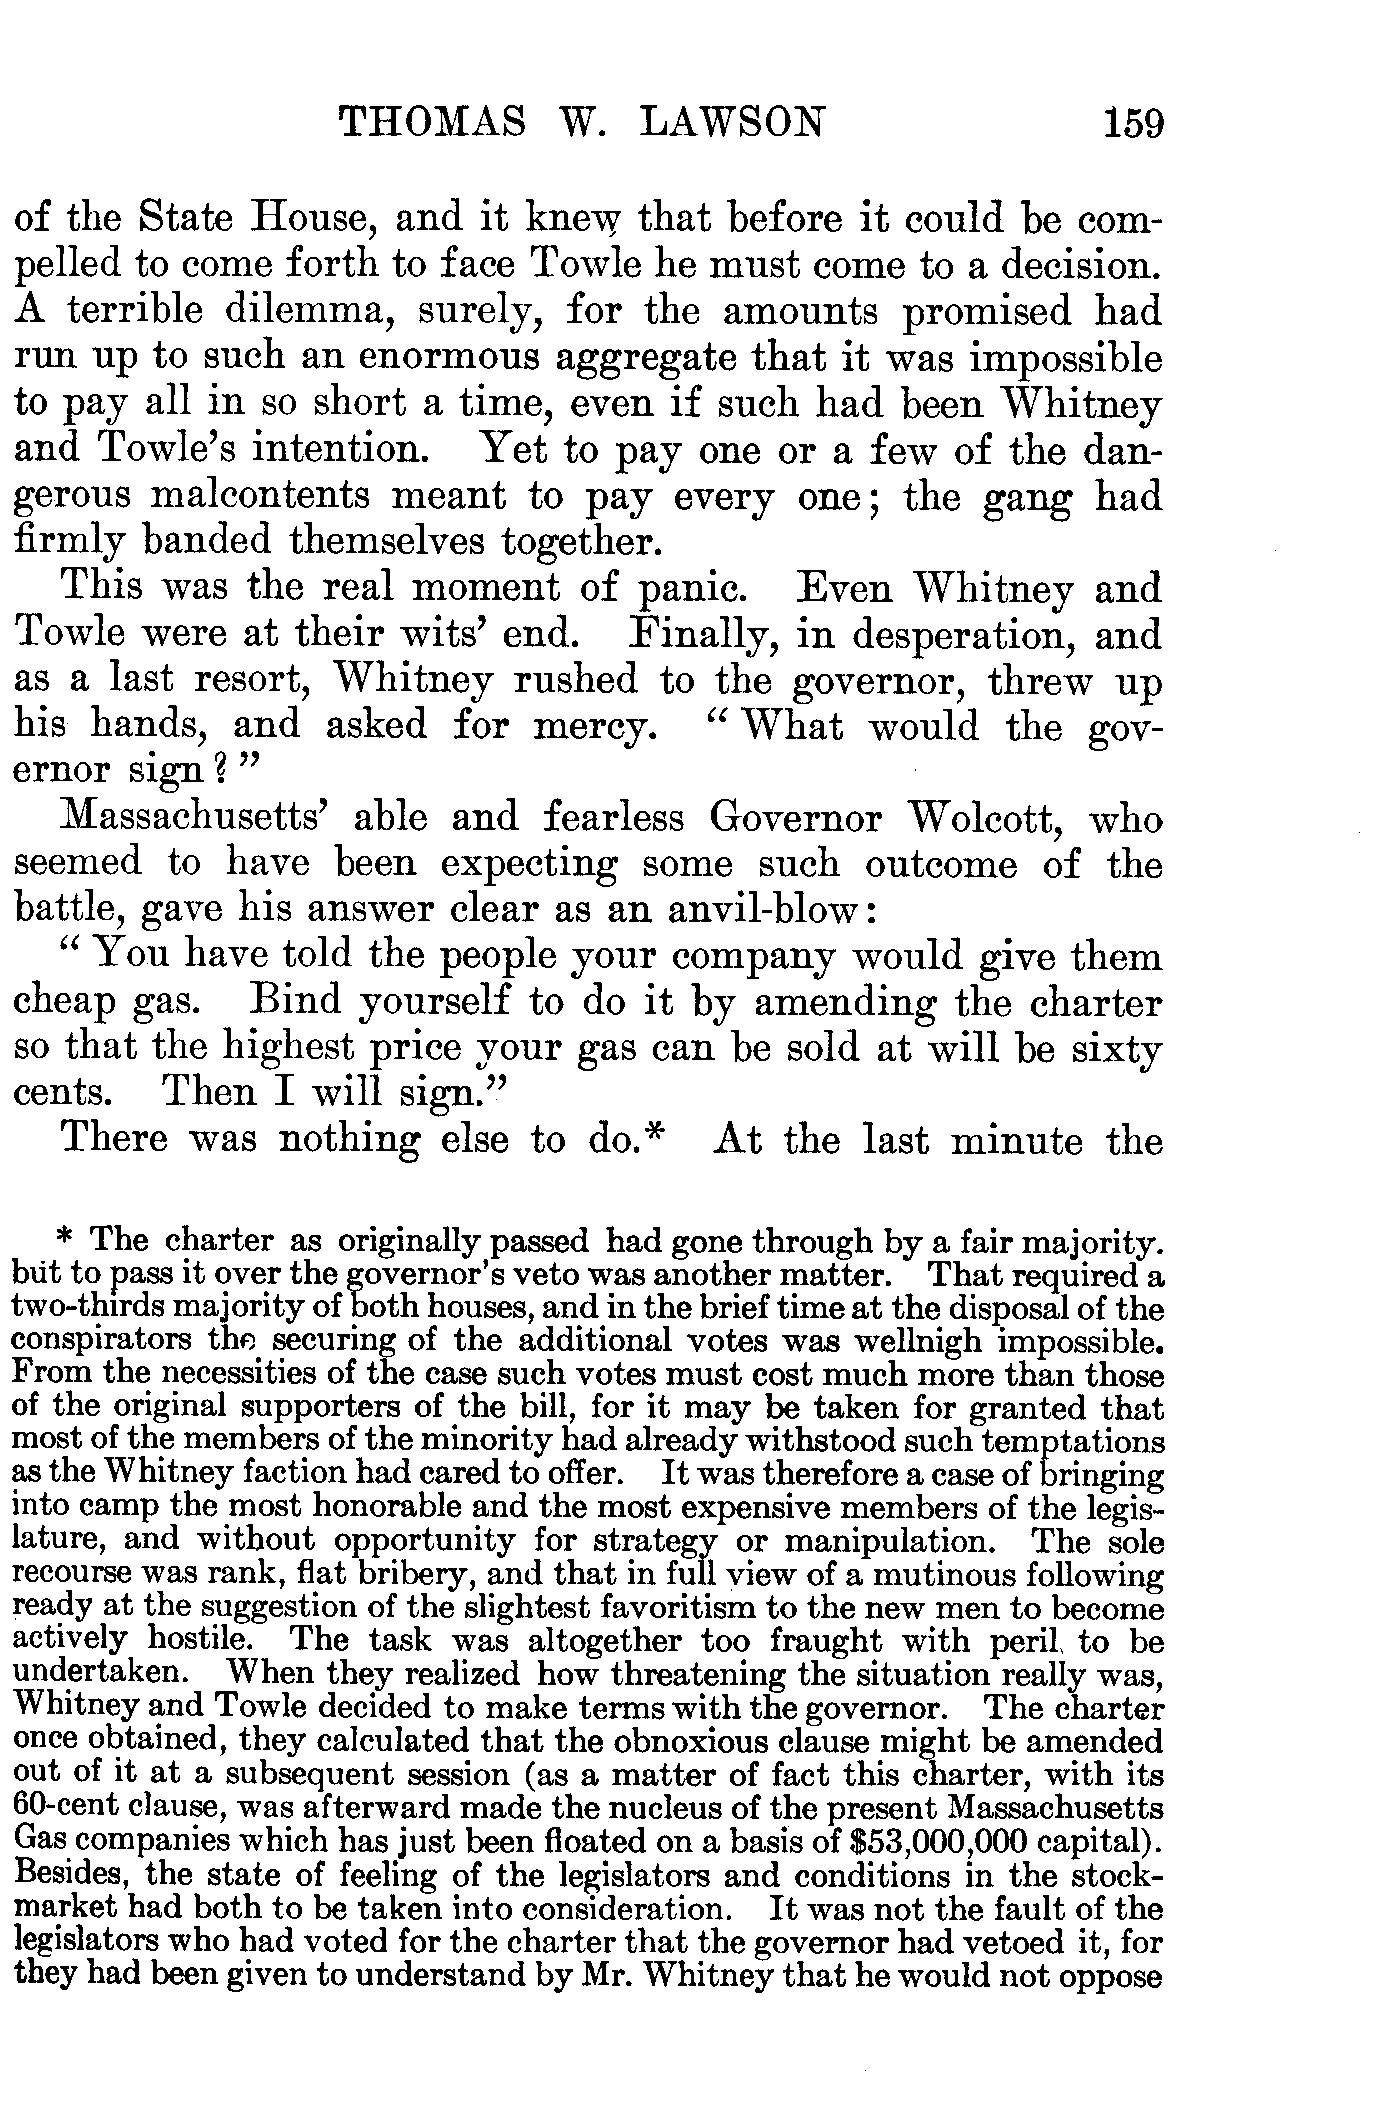 THOMAS W. LAWSON 159
of the State House, and it knew that before it could be com-
pelled to come forth to face Towle he must come to a decision.
A terrible dilemma, surely, for the amounts promised had
run up to such an enormous aggregate that it was impossible
to pay all in so short a time, even if such had been Whitney
and Towle’s intention. Yet to pay one or a few of the dan-
gerous malcontents meant to pay every one; the gang had
firmly banded themselves together.
This was the real moment of panic. Even Whitney and
Towle were at their wits’ end. Finally, in desperation, and
as a last resort, Whitney rushed to the governor, threw up
his hands, and asked for mercy. “What would the gov-
ernor sign?”
Massachusetts’ able and fearless Governor Wolcott, who
seemed to have been expecting some such outcome of the
battle, gave his answer clear as an anvil-blow:
“You have told the people your company would give them
cheap gas. Bind yourself to do it by amending the charter
so that the highest price your gas can be sold at will be sixty
cents. Then I will sign.”
There was nothing else to do.* At the last minute the
* The charter as originally passed had gone through by a fair majority.
but to pass it over the governor’s veto was another matter. That required a
two-thirds majority of both houses, and in the brief time at the disposal of the
conspirators the securing of the additional votes was wellnigh impossible.
From the necessities of the case such votes must cost much more than those
of the original supporters of the bill, for it may be taken for granted that
most of the members of the minority had already withstood such temptations
as the Whitney faction had cared to offer. It was therefore a case of bringing
into camp the most honorable and the most expensive members of the legis-
lature, and without opportunity for strategy or manipulation. The sole
recourse was rank, flat bribery, and that in full view of a mutinous following
ready at the suggestion of the slightest favoritism to the new men to become
actively hostile. The task was altogether too fraught with peril to be
undertaken. When they realized how threatening the situation really was,
Whitney and Towle decided to make terms with the governor. The charter
once obtained, they calculated that the obnoxious clause might be amended
out of it at a subsequent session (as a matter of fact this charter, with its
60-cent clause, was afterward made the nucleus of the present Massachusetts
Gas companies which has just been floated on a basis of $53,000,000 capital).
Besides, the state of feeling of the legislators and conditions in the stock-
market had both to be taken into consideration. It was not the fault of the
legislators who had voted for the charter that the governor had vetoed it, for
they had been given to understand by Mr. Whitney that he would not oppose